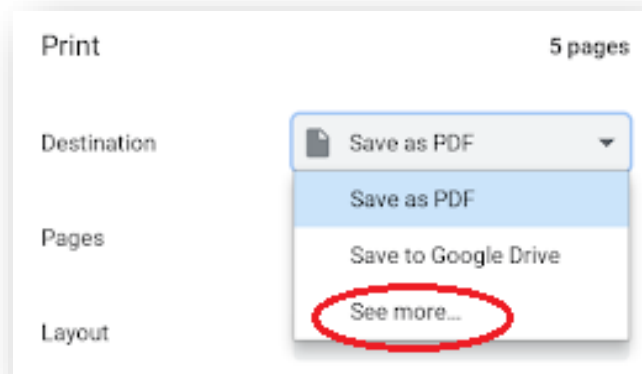 Print 5 pages
Destination Save as PDF
Save as PDF
Pages
Save to Google Drive
See more...
Layout